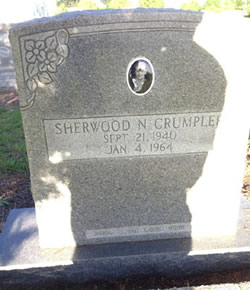 SHERWOOD N. CRUMPLER
SEPT. 21, 1940
JAN. 4, 1964